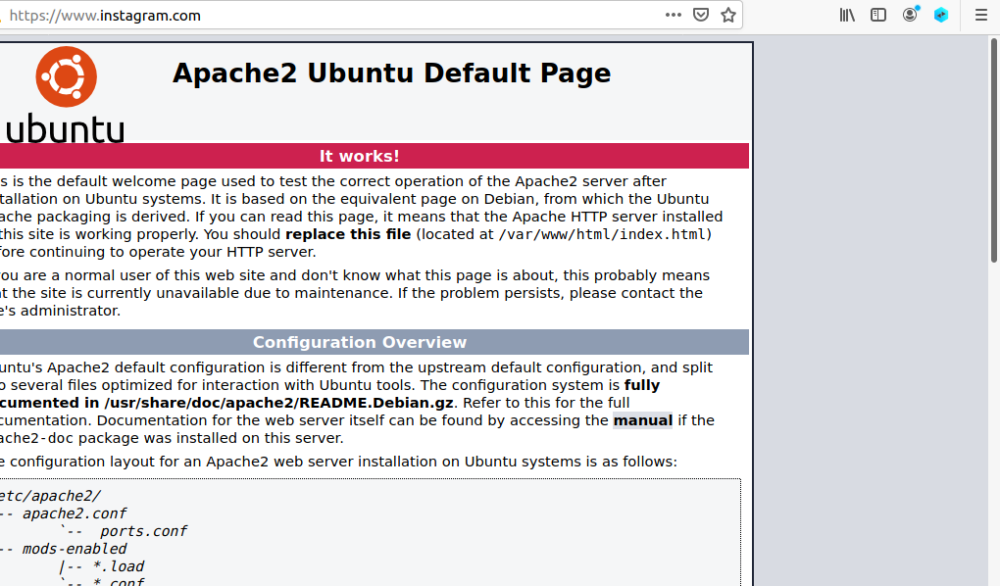 https://www.instagram.com
Apache2 Ubuntu Default Page
ubuntu
It works!
s is the default welcome page used to test the correct operation of the Apache2 server after
tallation on Ubuntu systems. It is based on the equivalent page on Debian, from which the Ubuntu
ache packaging is derived. If you can read this page, it means that the Apache HTTP server installed
this site is working properly. You should replace this file (located at /var/www/html/index.html)
ore continuing to operate your HTTP server.
ou are a normal user of this web site and don't know what this page is about, this probably means
t the site is currently unavailable due to maintenance. If the problem persists, please contact the
e's administrator.
Configuration Overview
untu's Apache2 default configuration is different from the upstream default configuration, and split
o several files optimized for interaction with Ubuntu tools. The configuration system is fully
cumented in /usr/share/doc/apache2/README.Debian.gz. Refer to this for the full
cumentation. Documentation for the web server itself can be found by accessing the manual if the
ache2-doc package was installed on this server.
e configuration layout for an Apache2 web server installation on Ubuntu systems is as follows:
etc/apache2/
-- apache2.conf
`-- ports.conf
-- mods-enabled
|-- *.load
`-- *.conf